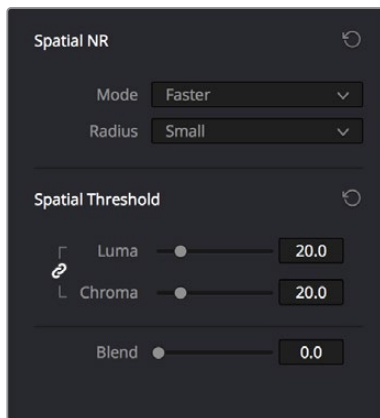 Spatial NR
Mode Faster
Radius Small
Spatial Threshold
Luma 20.0
Chroma 20.0
Blend 0.0